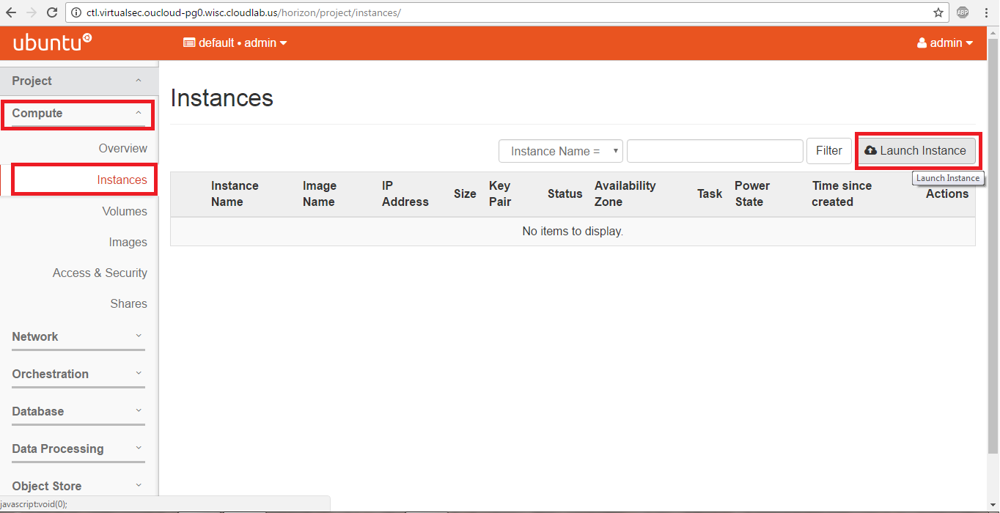 ctl.virtualsec.oucloud-pg0.wisc.cloudlab.us/horizon/project/instances/
ABP
ubuntu
default • admin
admin
Project
Compute
Overview
Instances
Volumes
Images
Access & Security
Shares
Network
Orchestration
Database
Data Processing
Object Store
javascript:void(0);
Instances
Instance Name =
Filter
Launch Instance
Launch Instance
Instance Name
Image Name
IP Address
Size
Key Pair
Status
Availability Zone
Task
Power State
Time since created
Actions
No items to display.